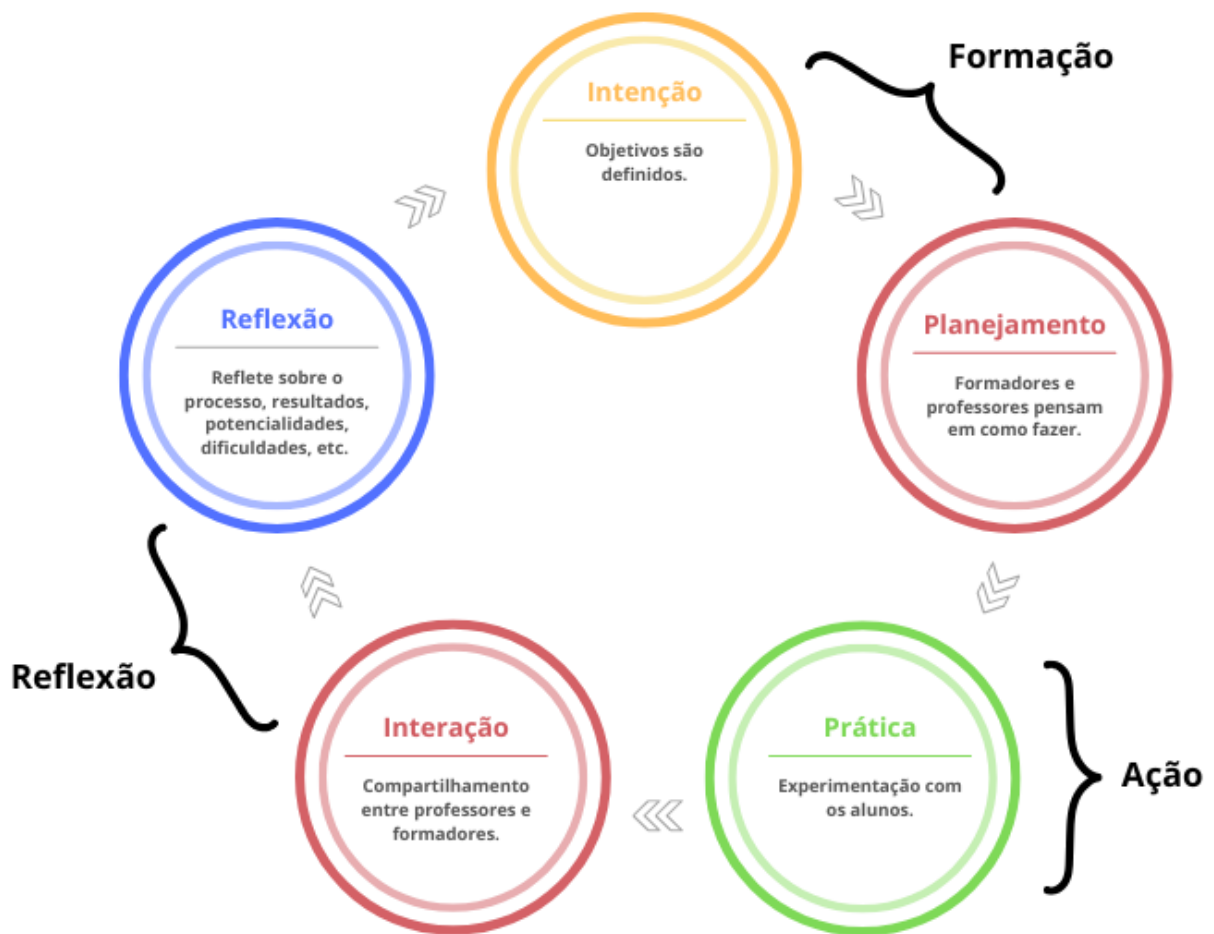 Formação
Intenção
Objetivos são
definidos.
Planejamento
Formadores e
professores pensam
em como fazer.
Prática
Experimentação com
os alunos.
Ação
Interação
Compartilhamento
entre professores e
formadores.
Reflexão
Reflexão
Reflete sobre o
processo, resultados,
potencialidades,
dificuldades, etc.